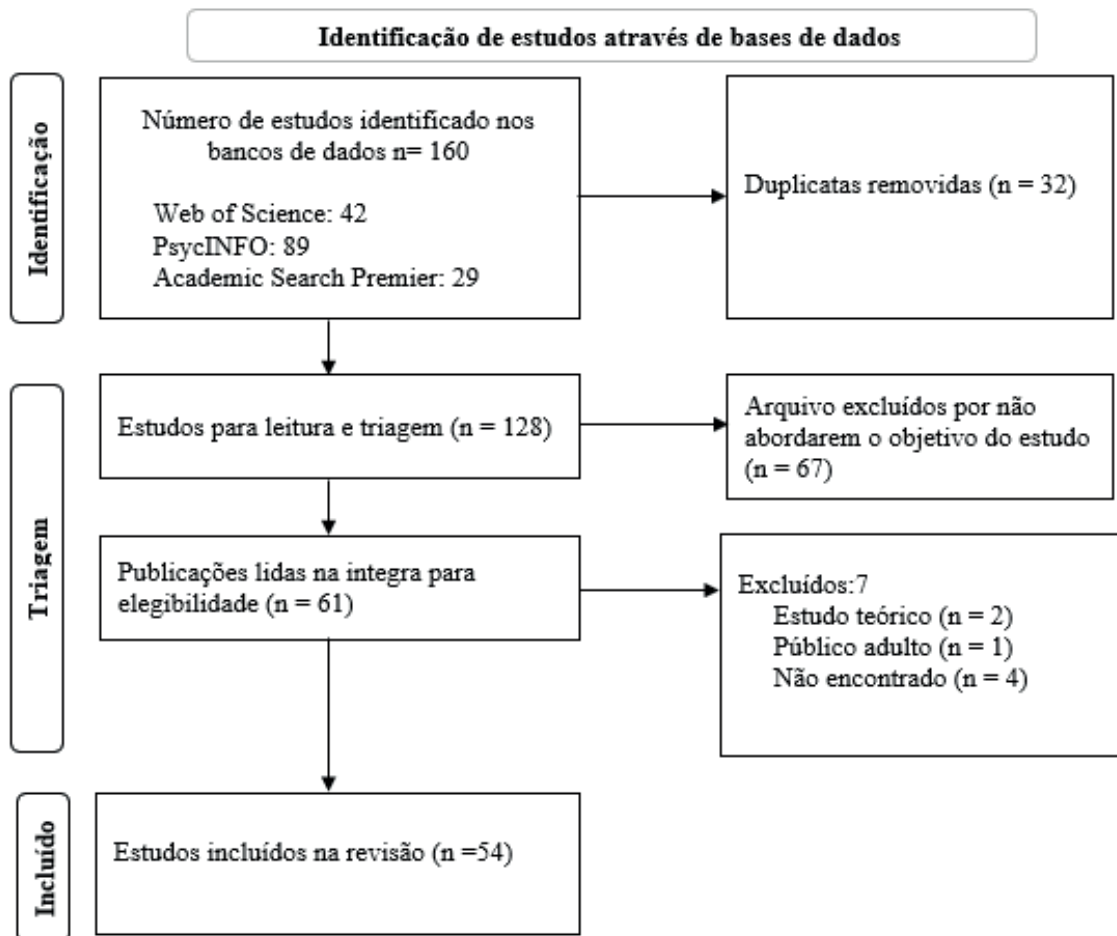 Identificação de estudos através de bases de dados
Identificação
Número de estudos identificado nos
bancos de dados n= 160
Web of Science: 42
PsycINFO: 89
Academic Search Premier: 29
Duplicatas removidas (n = 32)
Triagem
Estudos para leitura e triagem (n = 128)
Arquivo excluídos por não
abordarem o objetivo do estudo
(n = 67)
Publicações lidas na integra para
elegibilidade (n = 61)
Excluídos:7
Estudo teórico (n = 2)
Público adulto (n = 1)
Não encontrado (n = 4)
Incluído
Estudos incluídos na revisão (n =54)